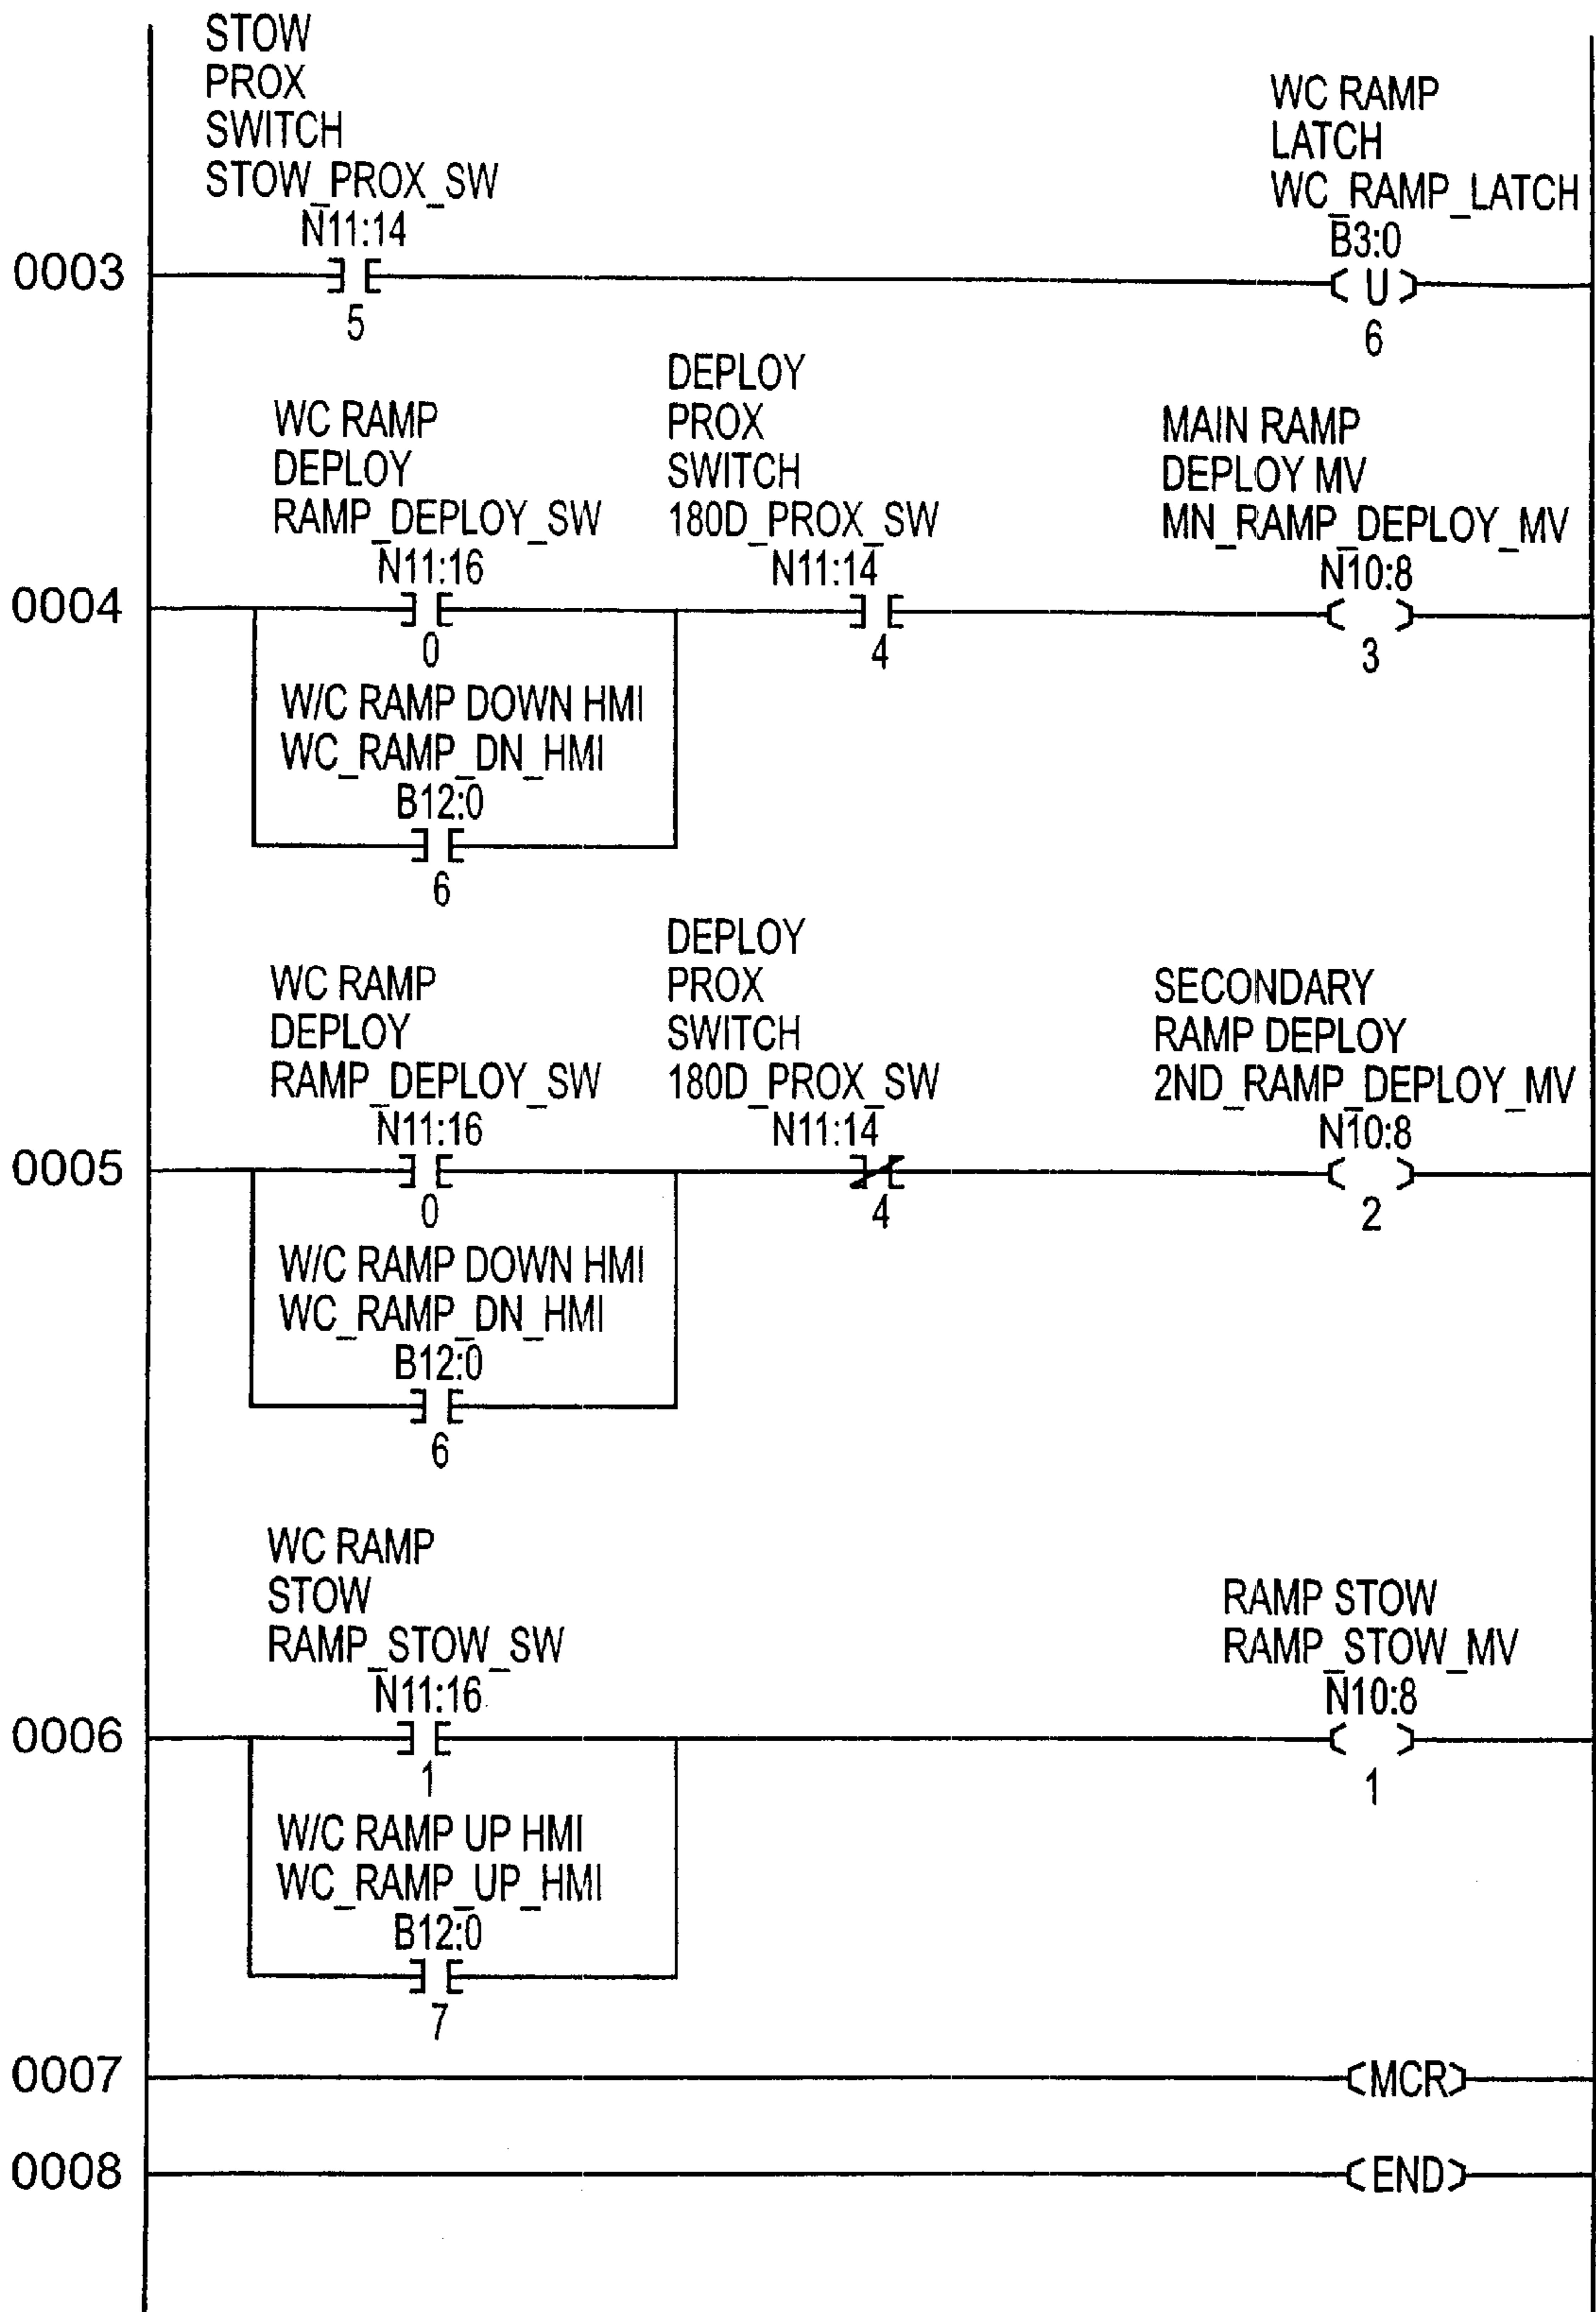 STOW
PROX
SWITCH
STOW_PROX_SW
N11:14
5
WC RAMP
LATCH
WC_RAMP_LATCH
B3:0
U
6
0003
WC RAMP
DEPLOY
RAMP_DEPLOY_SW
N11:16
0
DEPLOY
PROX
SWITCH
180D_PROX_SW
N11:14
4
MAIN RAMP
DEPLOY MV
MN_RAMP_DEPLOY_MV
N10:8
3
0004
W/C RAMP DOWN HMI
WC_RAMP_DN_HMI
B12:0
6
WC RAMP
DEPLOY
RAMP_DEPLOY_SW
N11:16
0
DEPLOY
PROX
SWITCH
180D_PROX_SW
N11:14
4
SECONDARY
RAMP DEPLOY
2ND_RAMP_DEPLOY_MV
N10:8
2
0005
W/C RAMP DOWN HMI
WC_RAMP_DN_HMI
B12:0
6
WC RAMP
STOW
RAMP_STOW_SW
N11:16
1
RAMP STOW
RAMP_STOW_MV
N10:8
1
0006
W/C RAMP UP HMI
WC_RAMP_UP_HMI
B12:0
7
0007
MCR
0008
END